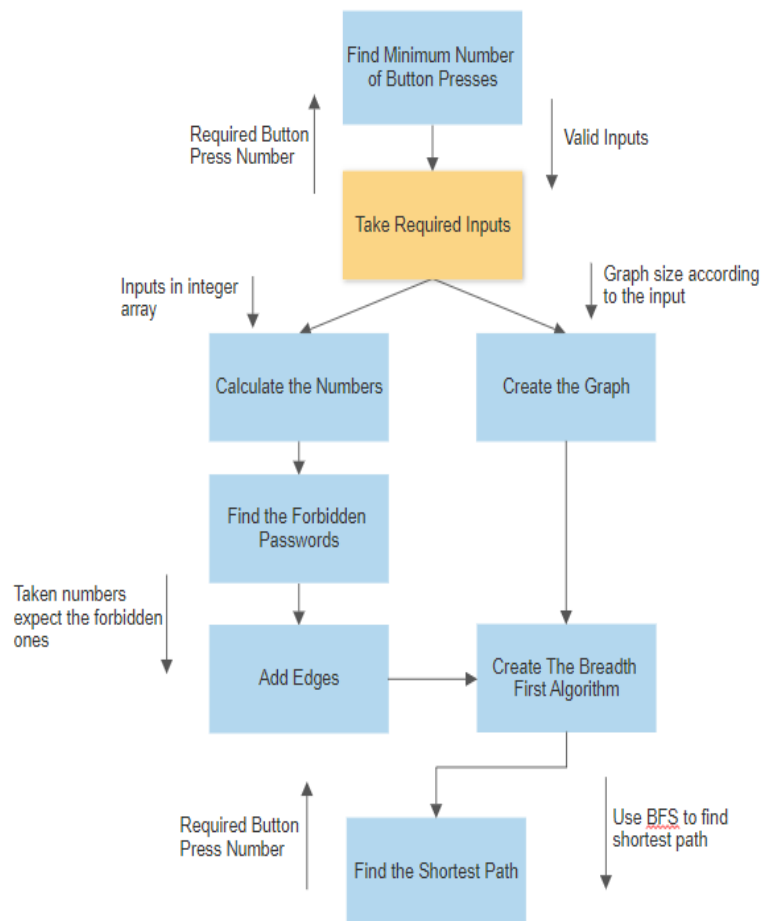 Find Minimum Number
of Button Presses
Required Button
Press Number
Valid Inputs
Take Required Inputs
Inputs in integer
array
Graph size according
to the input
Calculate the Numbers
Create the Graph
Find the Forbidden
Passwords
Taken numbers
expect the forbidden
ones
Add Edges
Create The Breadth
First Algorithm
Required Button
Press Number
Use BFS to find
shortest path
Find the Shortest Path